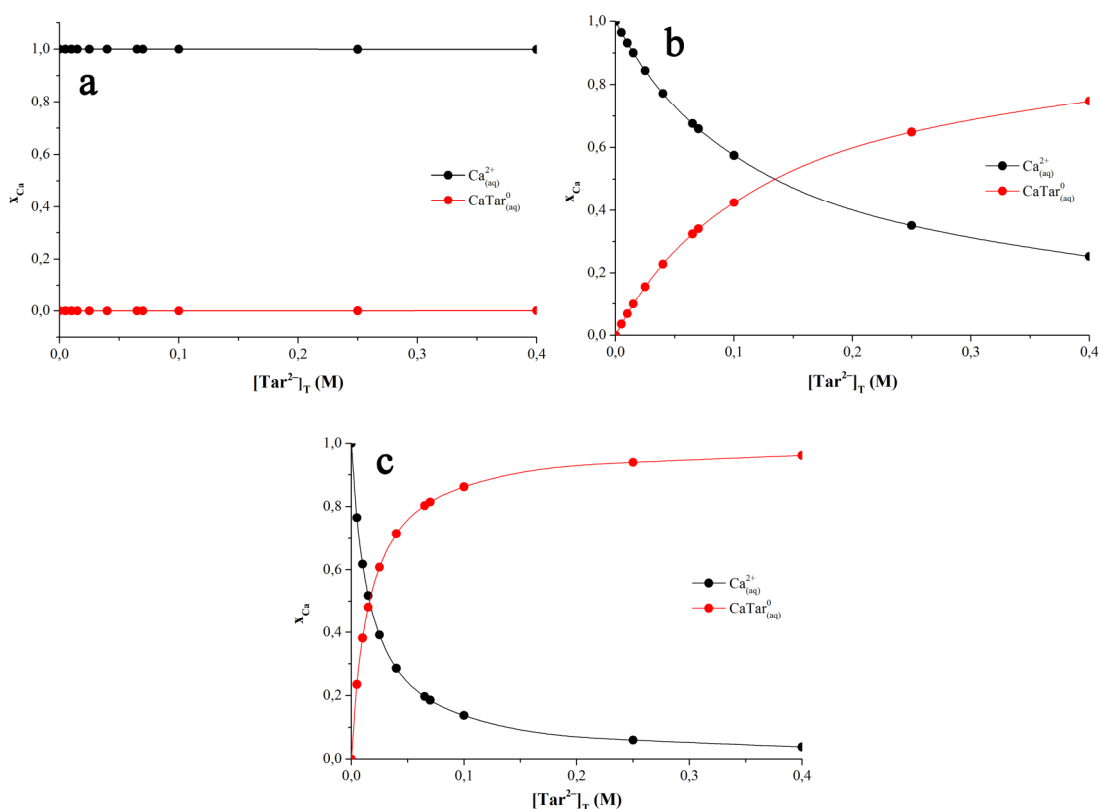 a
1,0
0,8
0,6
0,4
0,2
0,0
x_Ca
Ca²⁺(aq)
CaTar⁰(aq)
0,0 0,1 0,2 0,3 0,4
[Tar²⁻]_T (M)
b
1,0
0,8
0,6
0,4
0,2
0,0
x_Ca
Ca²⁺(aq)
CaTar⁰(aq)
0,0 0,1 0,2 0,3 0,4
[Tar²⁻]_T (M)
c
1,0
0,8
0,6
0,4
0,2
0,0
x_Ca
Ca²⁺(aq)
CaTar⁰(aq)
0,0 0,1 0,2 0,3 0,4
[Tar²⁻]_T (M)